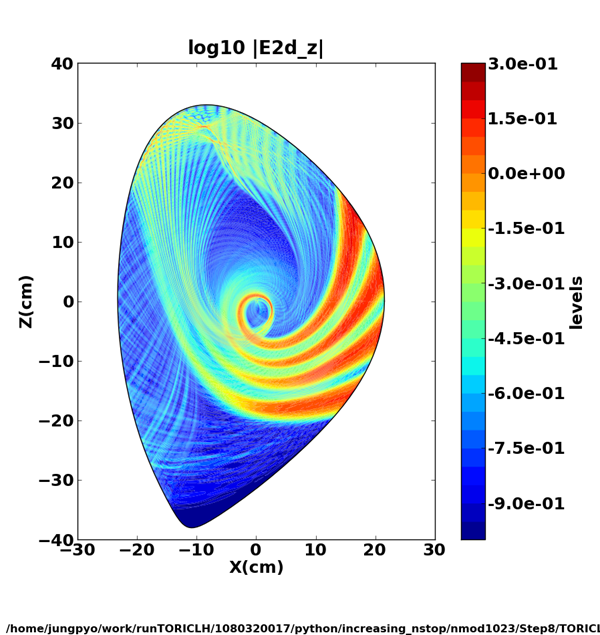 log10 |E2d_z|
40
30
20
10
0
−10
−20
−30
−40
Z(cm)
−30
−20
−10
0
10
20
30
X(cm)
3.0e-01
1.5e-01
0.0e+00
-1.5e-01
-3.0e-01
-4.5e-01
-6.0e-01
-7.5e-01
-9.0e-01
levels
/home/jungpyo/work/runTORICLH/1080320017/python/increasing_nstop/nmod1023/Step8/TORICI